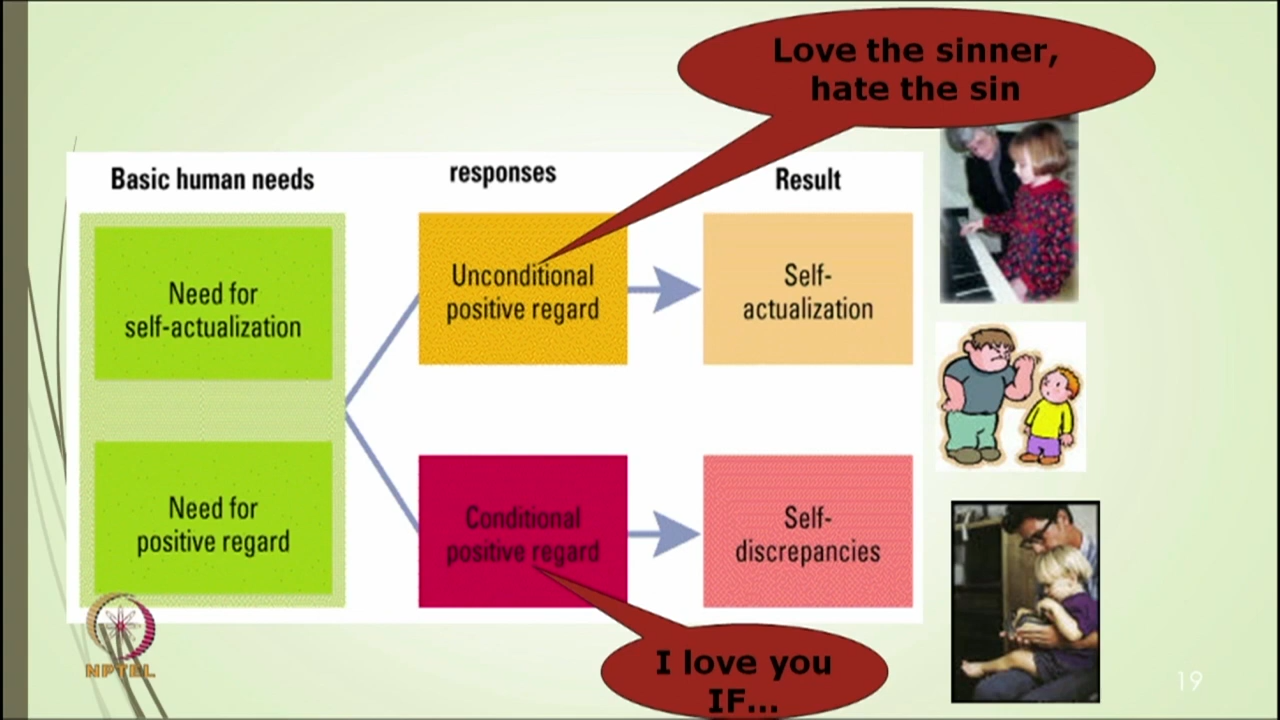 Love the sinner,
hate the sin
Basic human needs
responses
Result
Need for
self-actualization
Unconditional
positive regard
Self-
actualization
Need for
positive regard
Conditional
positive regard
Self-
discrepancies
I love you
IF...
NPTEL
19